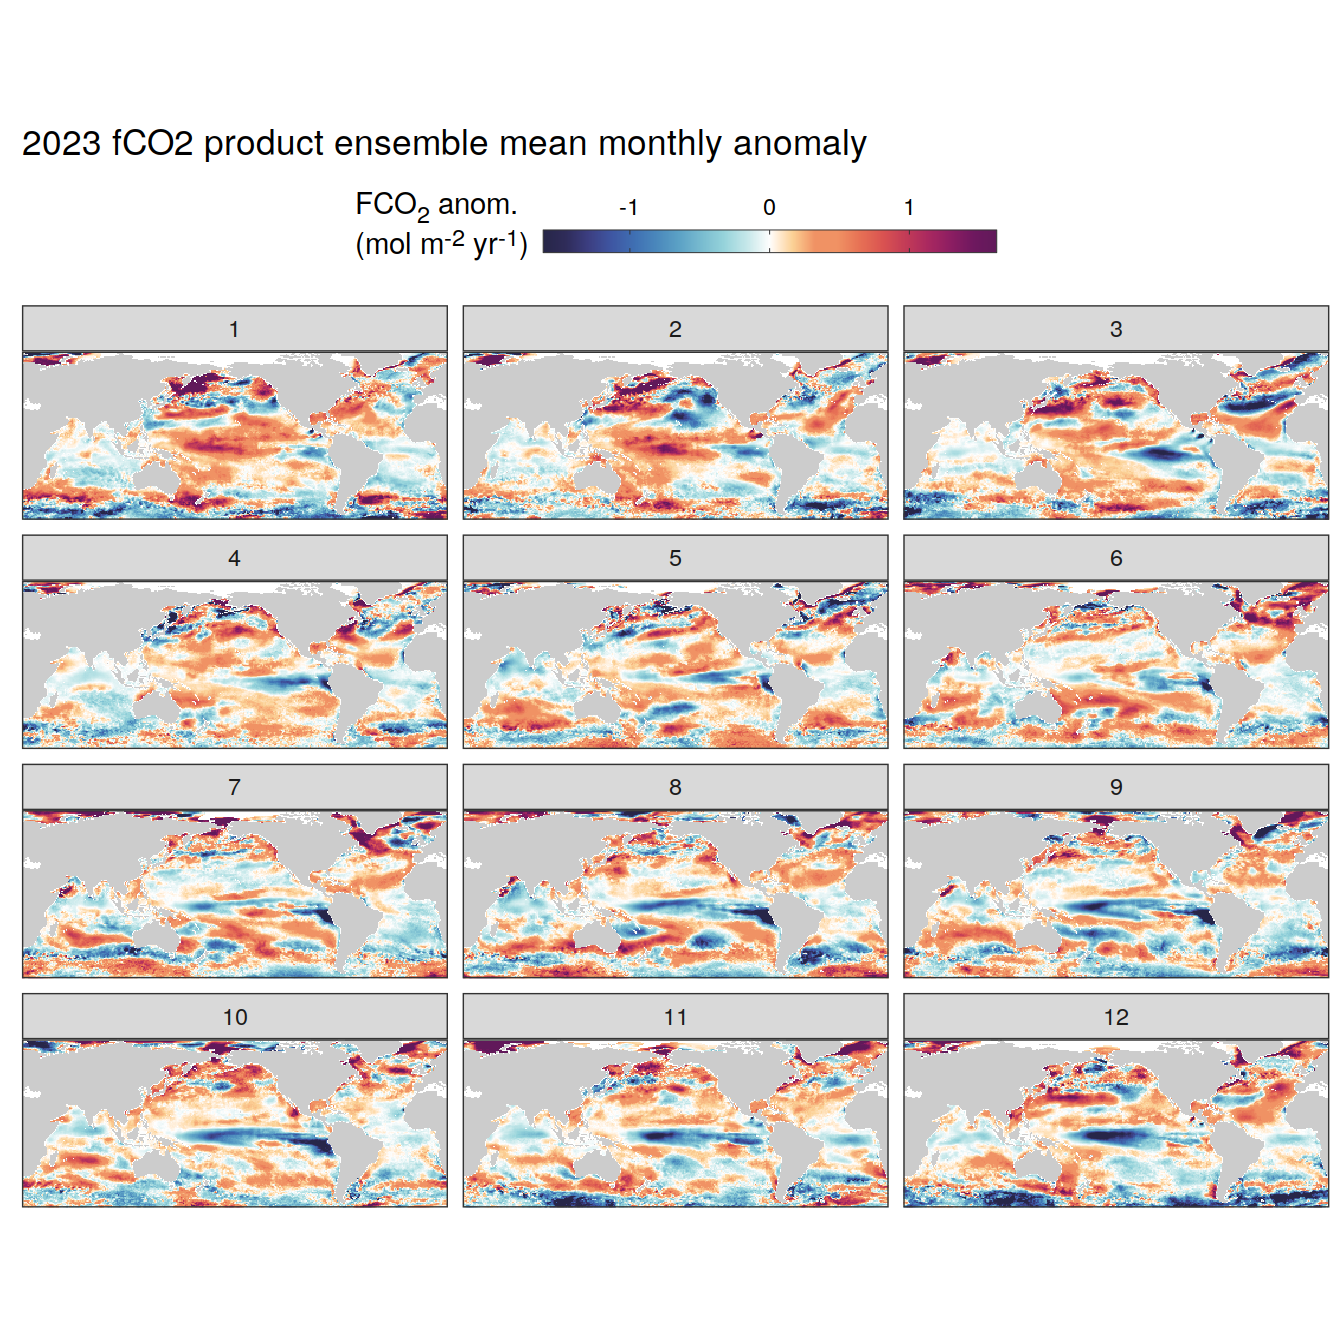 2023 fCO2 product ensemble mean monthly anomaly
FCO₂ anom.
(mol m⁻² yr⁻¹)
-1 0 1
1 2 3
4 5 6
7 8 9
10 11 12